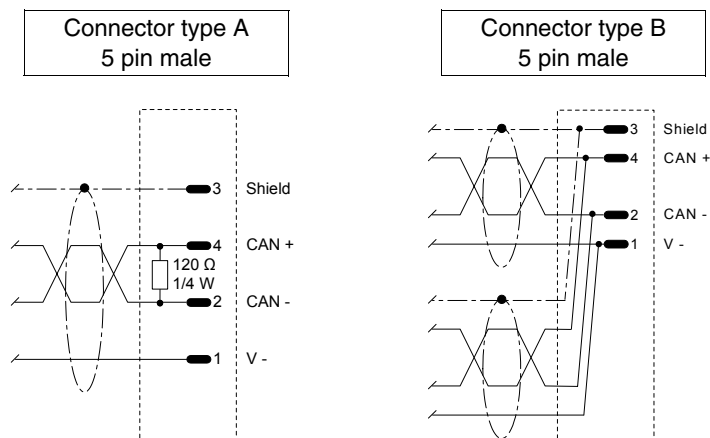 Connector type A
5 pin male
3 Shield
4 CAN +
120 Ω
1/4 W
2 CAN -
1 V -
Connector type B
5 pin male
3 Shield
4 CAN +
2 CAN -
1 V -